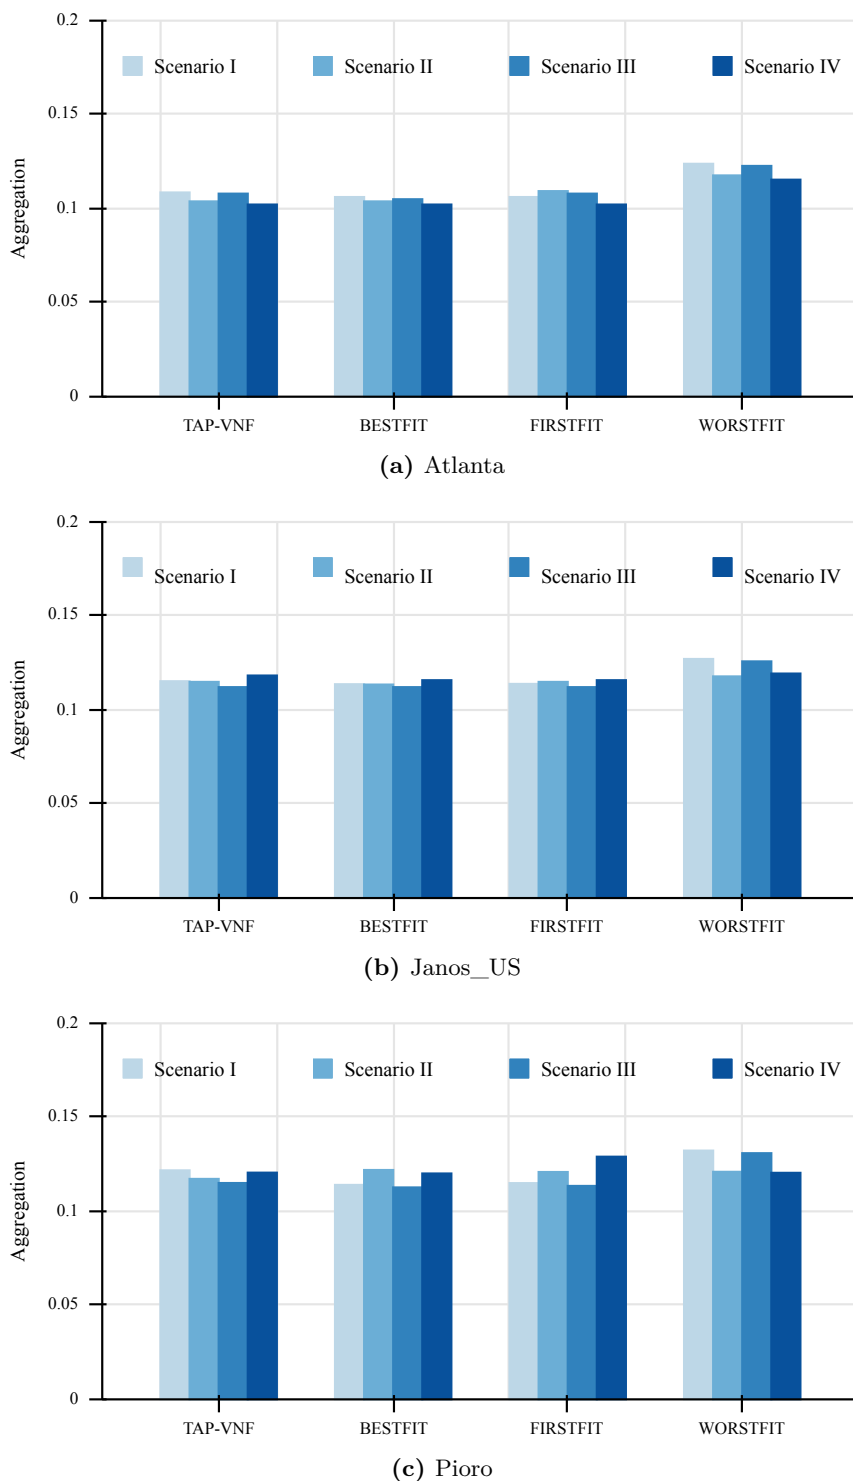 0.2
Scenario I Scenario II Scenario III Scenario IV
0.15
Aggregation
0.1
0.05
0
TAP-VNF BESTFIT FIRSTFIT WORSTFIT
(a) Atlanta
0.2
Scenario I Scenario II Scenario III Scenario IV
0.15
Aggregation
0.1
0.05
0
TAP-VNF BESTFIT FIRSTFIT WORSTFIT
(b) Janos_US
0.2
Scenario I Scenario II Scenario III Scenario IV
0.15
Aggregation
0.1
0.05
0
TAP-VNF BESTFIT FIRSTFIT WORSTFIT
(c) Pioro